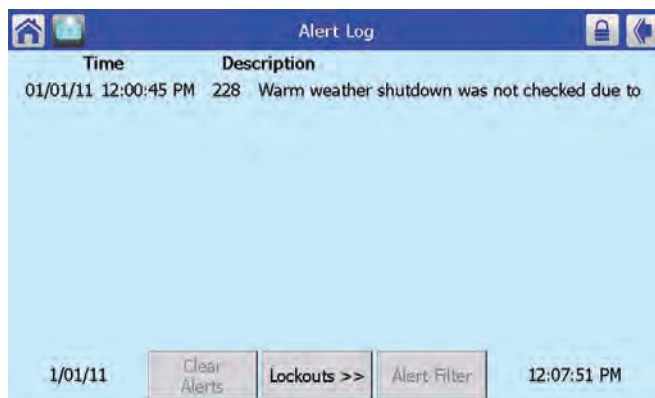 Alert Log
Time Description
01/01/11 12:00:45 PM 228 Warm weather shutdown was not checked due to
1/01/11 Clear Alerts Lockouts >> Alert Filter 12:07:51 PM